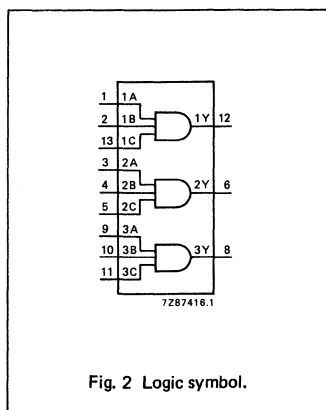 1 1A
2 1B 1Y 12
13 1C
3 2A
4 2B 2Y 6
5 2C
9 3A
10 3B 3Y 8
11 3C
7Z87416.1
Fig. 2 Logic symbol.